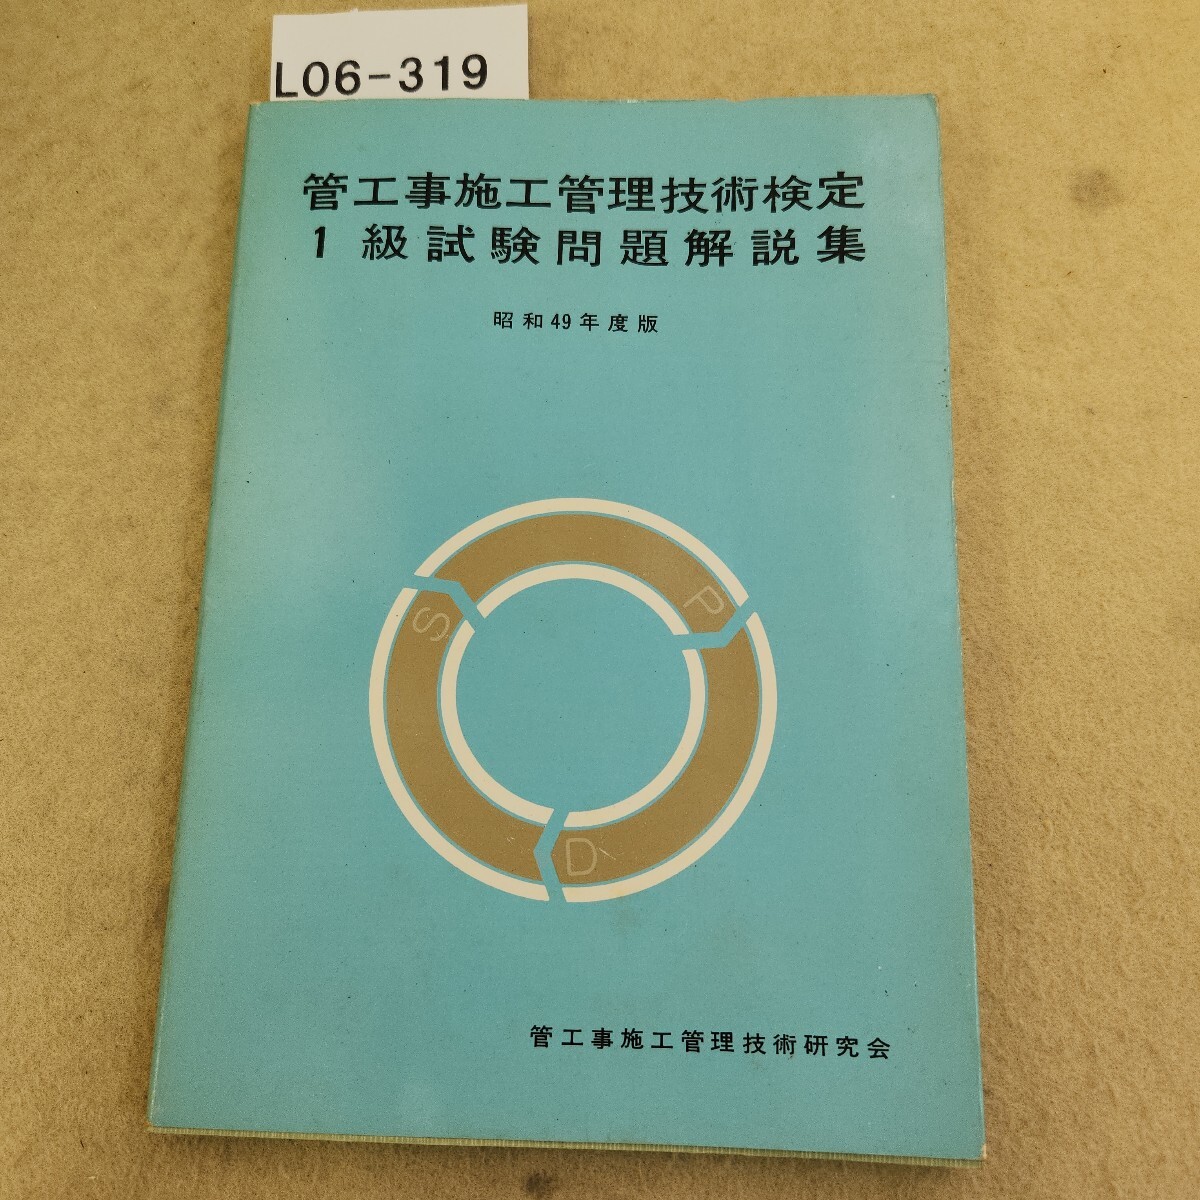 L06-319
管工事施工管理技術検定
1級試験問題解説集
昭和49年度版
P
S
D
管工事施工管理技術研究会